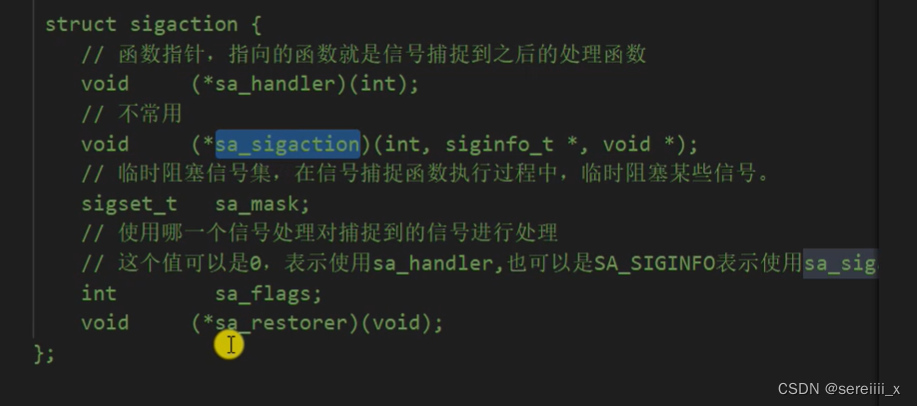 struct sigaction {
// 函数指针，指向的函数就是信号捕捉到之后的处理函数
void (*sa_handler)(int);
// 不常用
void (*sa_sigaction)(int, siginfo_t *, void *);
// 临时阻塞信号集，在信号捕捉函数执行过程中，临时阻塞某些信号。
sigset_t sa_mask;
// 使用哪一个信号处理对捕捉到的信号进行处理
// 这个值可以是0，表示使用sa_handler,也可以是SA_SIGINFO表示使用sa_sig
int sa_flags;
void (*sa_restorer)(void);
};
CSDN @sereiiii_x